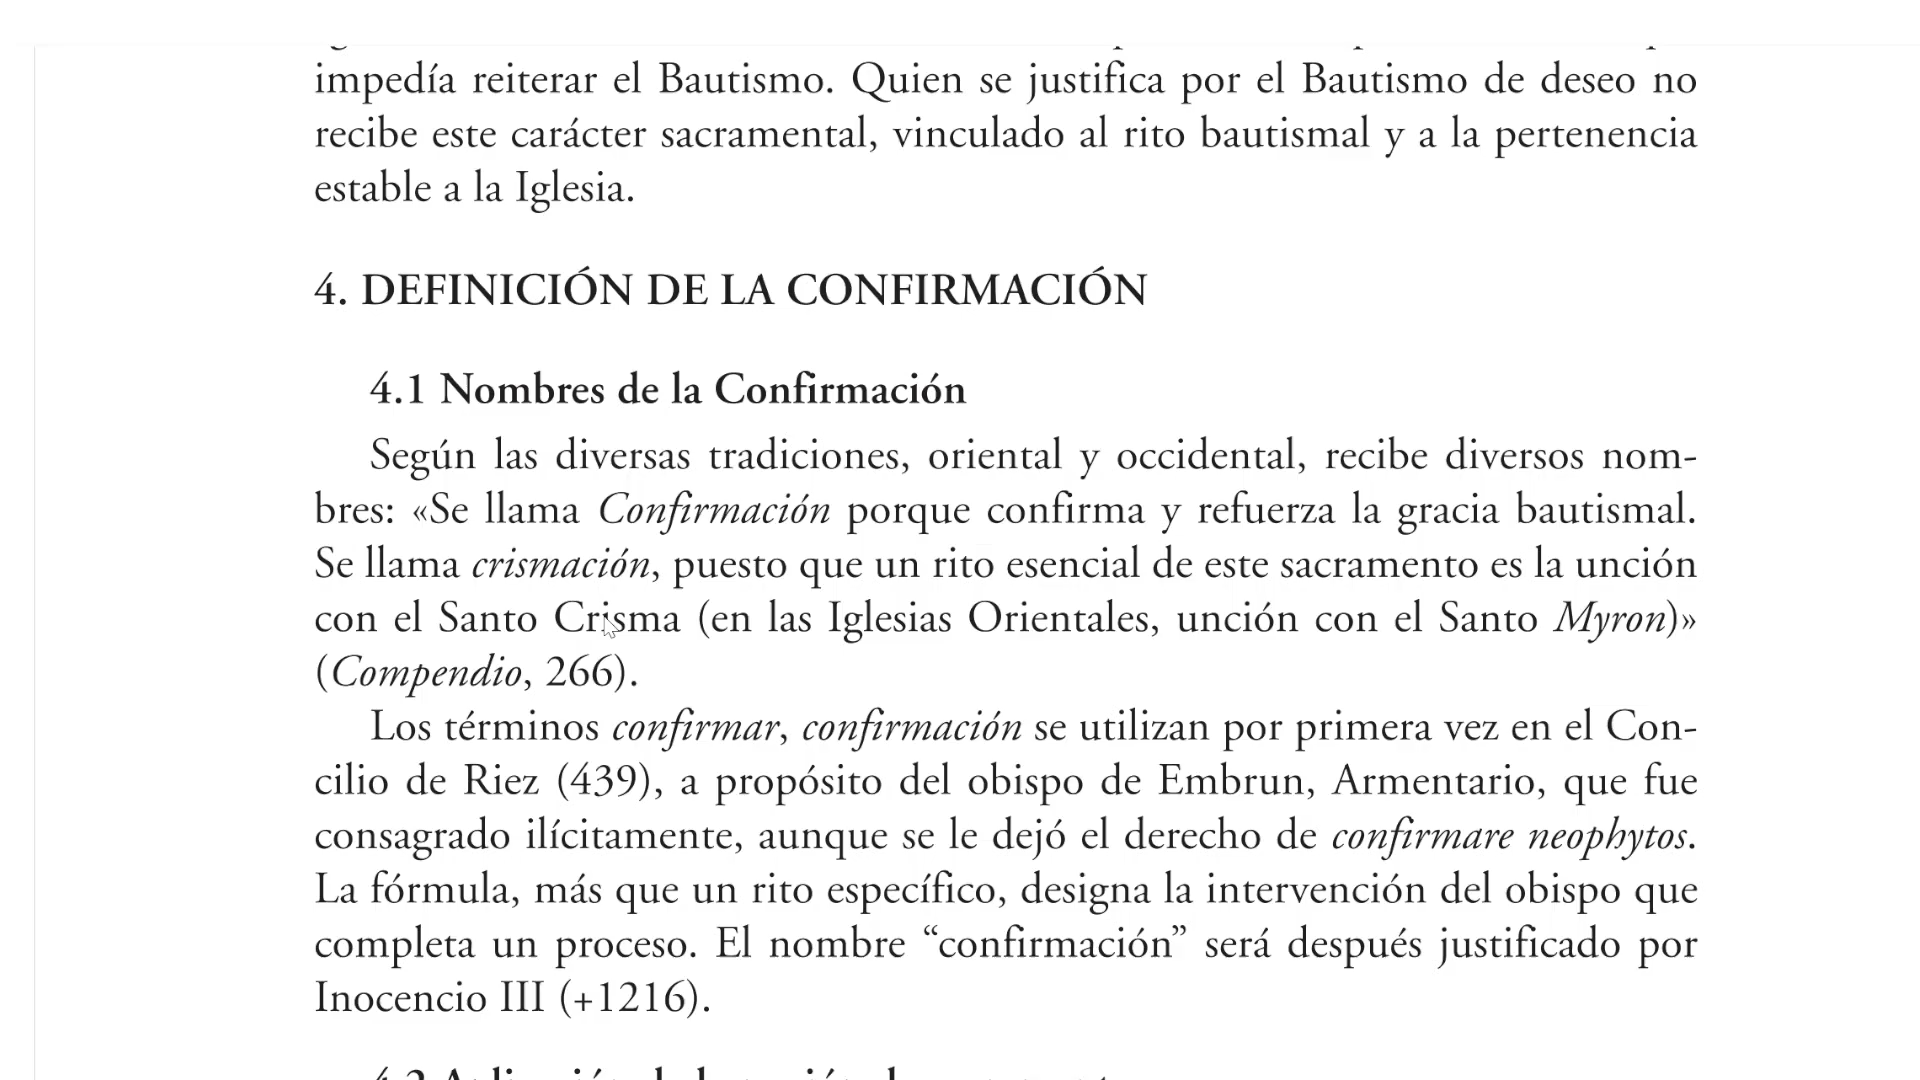 impedía reiterar el Bautismo. Quien se justifica por el Bautismo de deseo no
recibe este carácter sacramental, vinculado al rito bautismal y a la pertenencia
estable a la Iglesia.
4. DEFINICIÓN DE LA CONFIRMACIÓN
4.1 Nombres de la Confirmación
Según las diversas tradiciones, oriental y occidental, recibe diversos nom-
bres: «Se llama Confirmación porque confirma y refuerza la gracia bautismal.
Se llama crismación, puesto que un rito esencial de este sacramento es la unción
con el Santo Crisma (en las Iglesias Orientales, unción con el Santo Myron)»
(Compendio, 266).
Los términos confirmar, confirmación se utilizan por primera vez en el Con-
cilio de Riez (439), a propósito del obispo de Embrun, Armentario, que fue
consagrado ilícitamente, aunque se le dejó el derecho de confirmare neophytos.
La fórmula, más que un rito específico, designa la intervención del obispo que
completa un proceso. El nombre “confirmación” será después justificado por
Inocencio III (+1216).